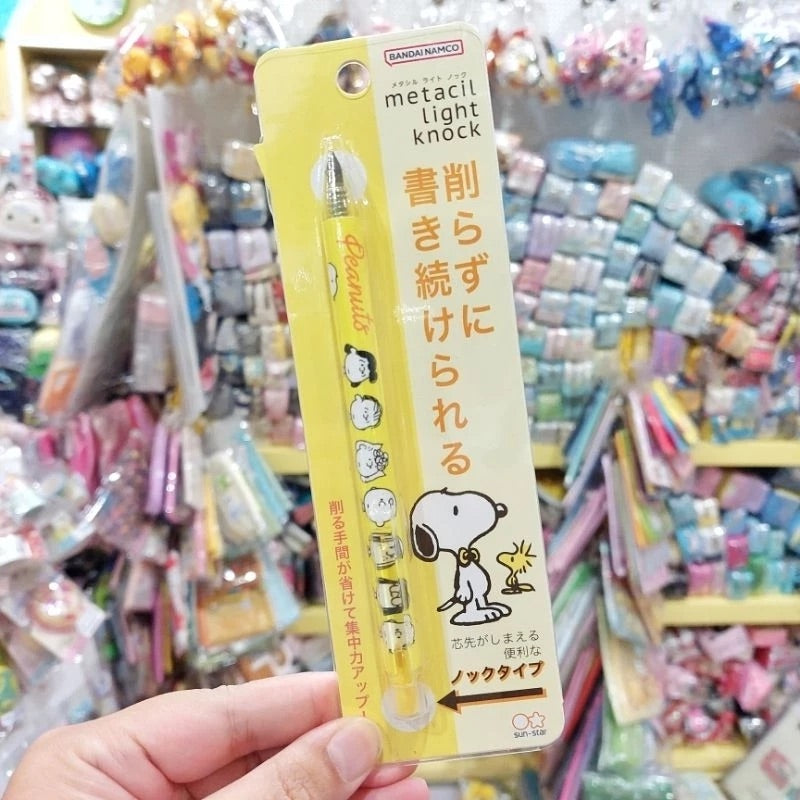 BANDAI NAMCO
メタシル ライト ノック
metacil
light
knock
削らずに
書き続けられる
Peanuts
削る手間が省けて集中力アップ!
芯先がしまえる
便利な
ノックタイプ
sun-star